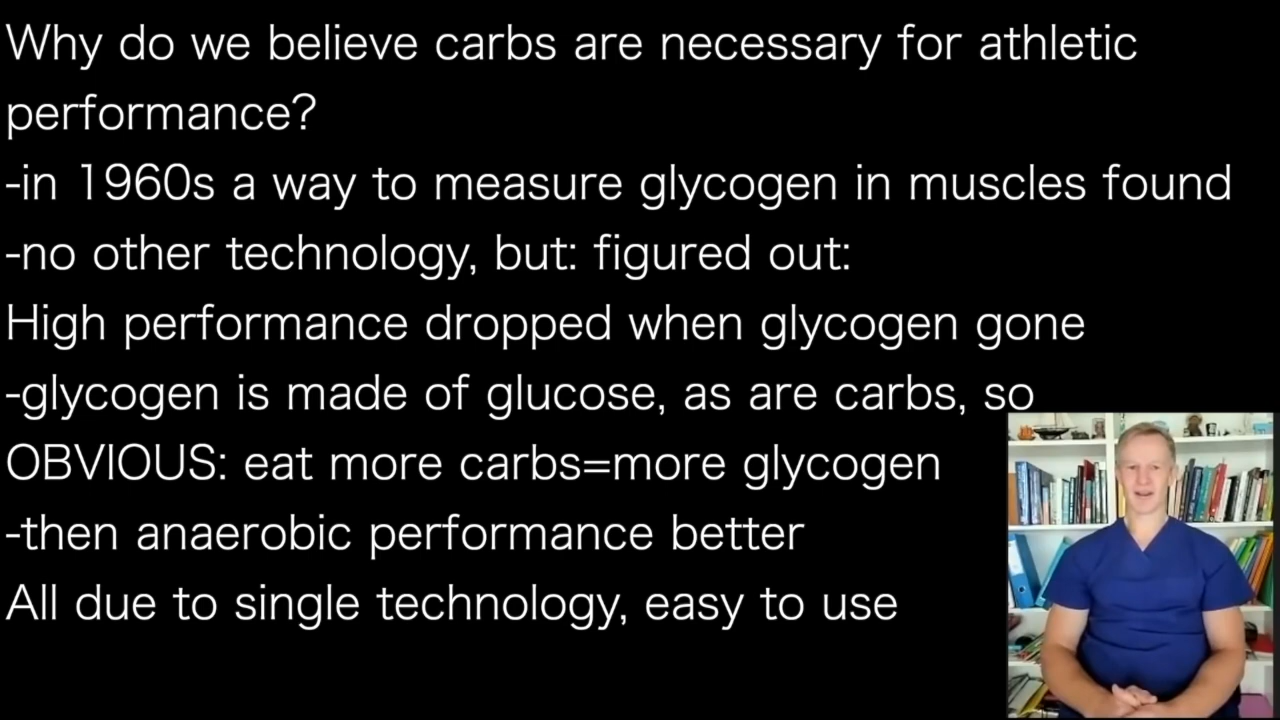 Why do we believe carbs are necessary for athletic
performance?
-in 1960s a way to measure glycogen in muscles found
-no other technology, but: figured out:
High performance dropped when glycogen gone
-glycogen is made of glucose, as are carbs, so
OBVIOUS: eat more carbs=more glycogen
-then anaerobic performance better
All due to single technology, easy to use